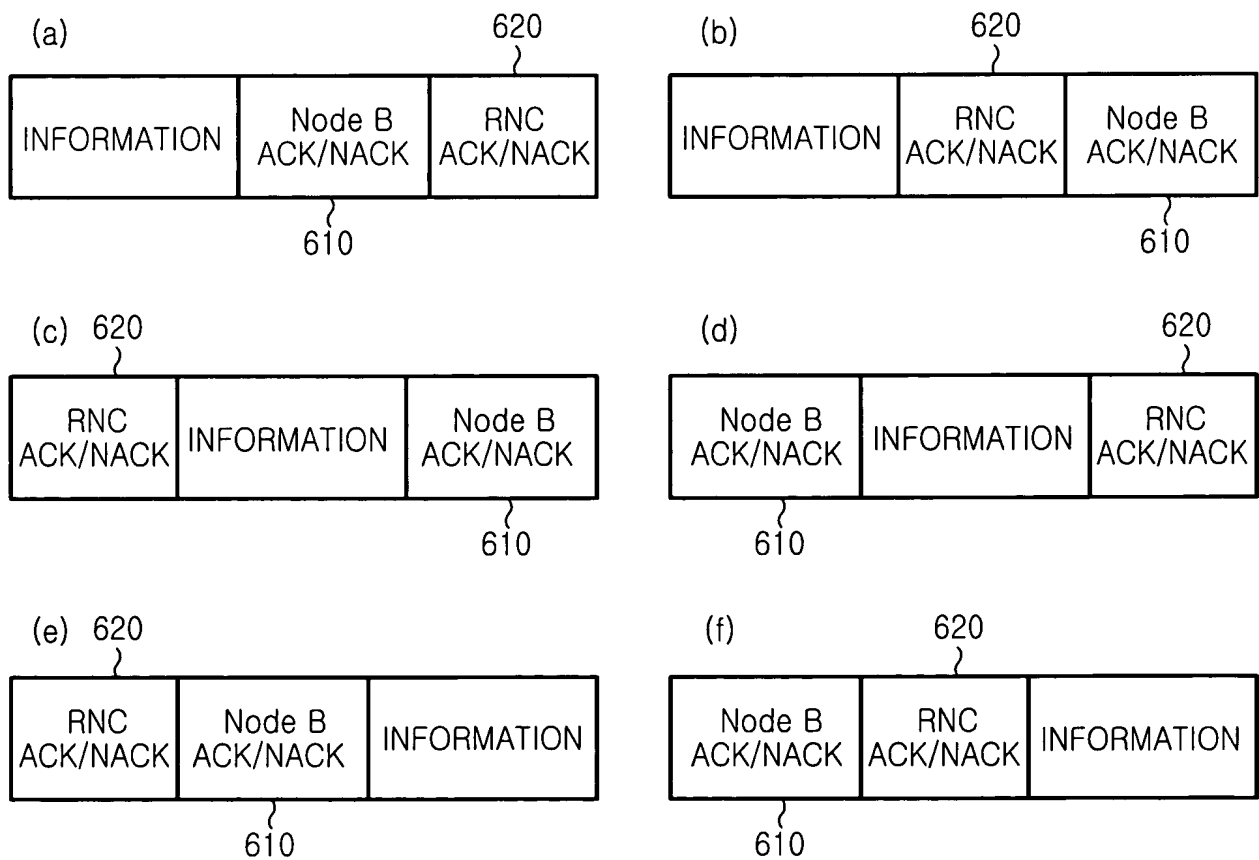 (a)
620
INFORMATION
Node B
ACK/NACK
RNC
ACK/NACK
610
(b)
620
INFORMATION
RNC
ACK/NACK
Node B
ACK/NACK
610
(c)
620
RNC
ACK/NACK
INFORMATION
Node B
ACK/NACK
610
(d)
620
Node B
ACK/NACK
INFORMATION
RNC
ACK/NACK
610
(e)
620
RNC
ACK/NACK
Node B
ACK/NACK
INFORMATION
610
(f)
620
Node B
ACK/NACK
RNC
ACK/NACK
INFORMATION
610